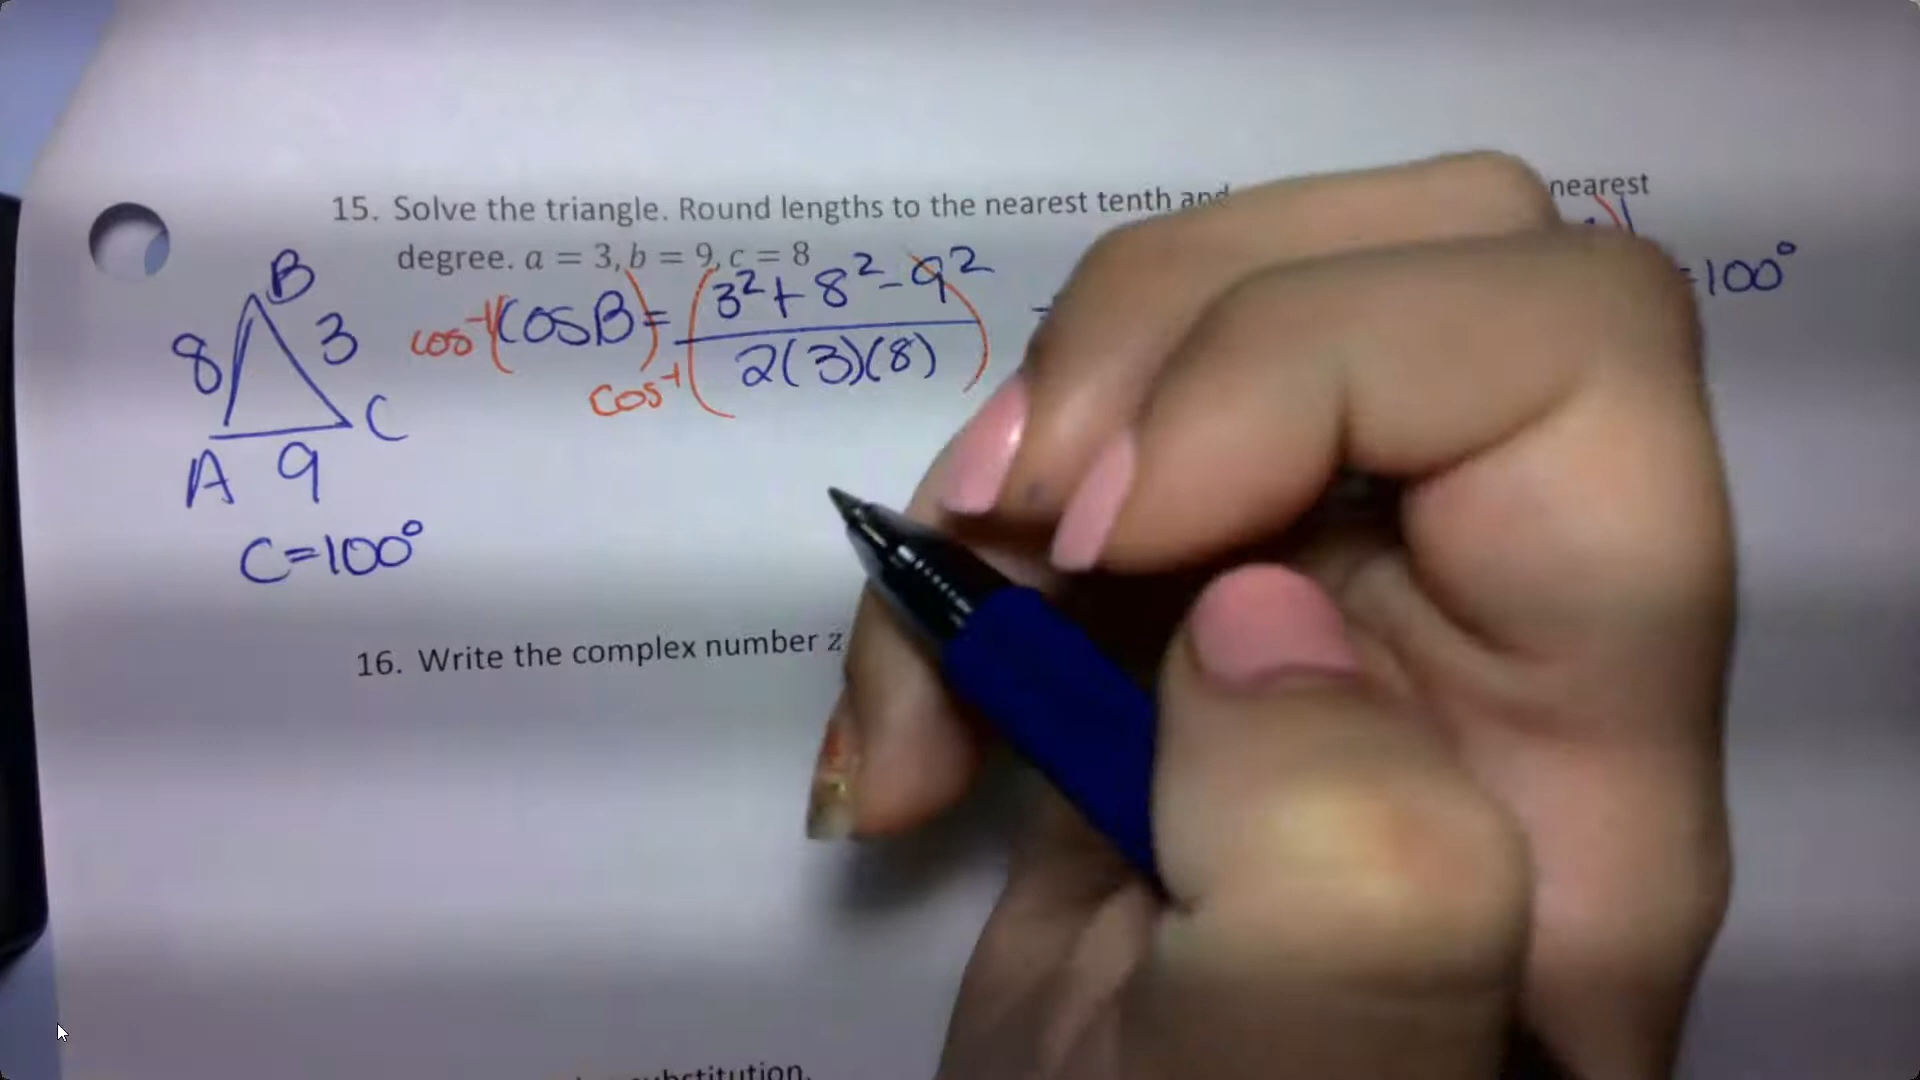 15. Solve the triangle. Round lengths to the nearest tenth and nearest
degree. a = 3, b = 9, c = 8
B
8 3
A 9 C
cos⁻¹(cosB) = cos⁻¹(3²+8²-9² / 2(3)(8)) =100°
C=100°
16. Write the complex number z
substitution.